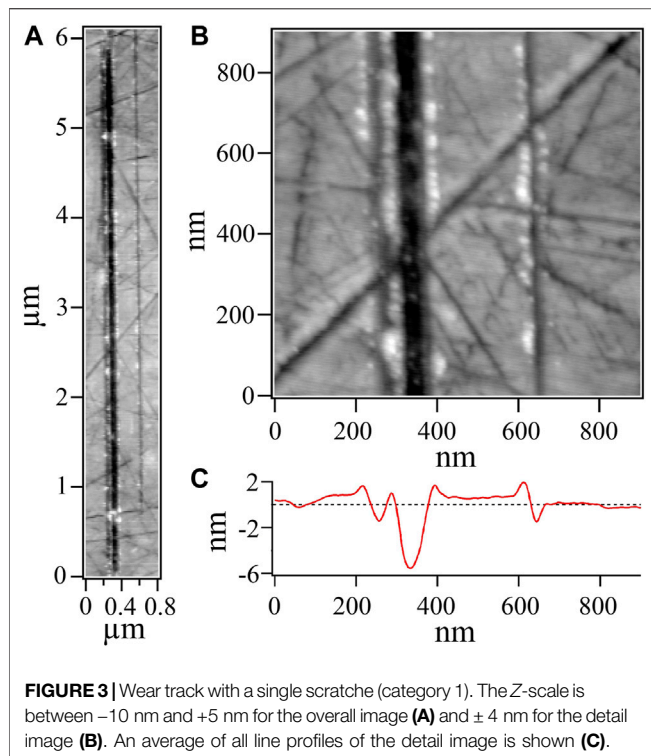 A
6
5
4
3
2
1
0
µm
0 0.4 0.8
µm
B
800
600
400
200
0
nm
0 200 400 600 800
nm
C
2
-2
-6
nm
0 200 400 600 800
nm
FIGURE 3 | Wear track with a single scratche (category 1). The Z-scale is
between −10 nm and +5 nm for the overall image (A) and ± 4 nm for the detail
image (B). An average of all line profiles of the detail image is shown (C).